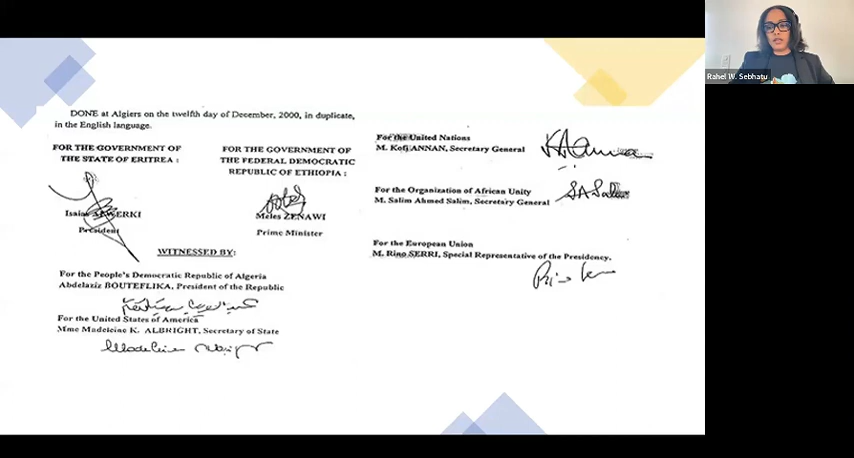 DONE at Algiers on the twelfth day of December, 2000, in duplicate,
in the English language.
FOR THE GOVERNMENT OF
THE STATE OF ERITREA :
Isaias AFWERKI
President
FOR THE GOVERNMENT OF
THE FEDERAL DEMOCRATIC
REPUBLIC OF ETHIOPIA :
Meles ZENAWI
Prime Minister
WITNESSED BY:
For the People's Democratic Republic of Algeria
Abdelaziz BOUTEFLIKA, President of the Republic
For the United States of America
Mme Madeleine K. ALBRIGHT, Secretary of State
For the United Nations
M. Kofi ANNAN, Secretary General
For the Organization of African Unity
M. Salim Ahmed Salim, Secretary General
For the European Union
M. Rino SERRI, Special Representative of the Presidency.
Rahel W. Sebhatu